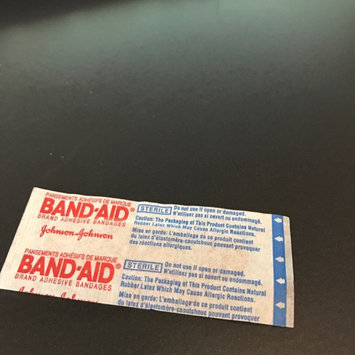 PANSEMENTS ADHÉSIFS DE MARQUE
BAND-AID®
BRAND ADHESIVE BANDAGES
Johnson-Johnson
STERILE
Do not use if open or damaged.
N'utiliser pas si ouvert ou endommagé.
Caution: The Packaging of This Product Contains Natural
Rubber Latex Which May Cause Allergic Reactions.
Mise en garde: L'emballage de ce produit contient
du latex d'élastomère-caoutchouc pouvant provoquer
des réactions allergiques.
PANSEMENTS ADHÉSIFS DE MARQUE
BAND-AID®
BRAND ADHESIVE BANDAGES
Johnson-Johnson
STERILE
Do not use if open or damaged.
N'utiliser pas si ouvert ou endommagé.
Caution: The Packaging of This Product Contains Natural
Rubber Latex Which May Cause Allergic Reactions.
Mise en garde: L'emballage de ce produit contient
du latex d'élastomère-caoutchouc pouvant provoquer